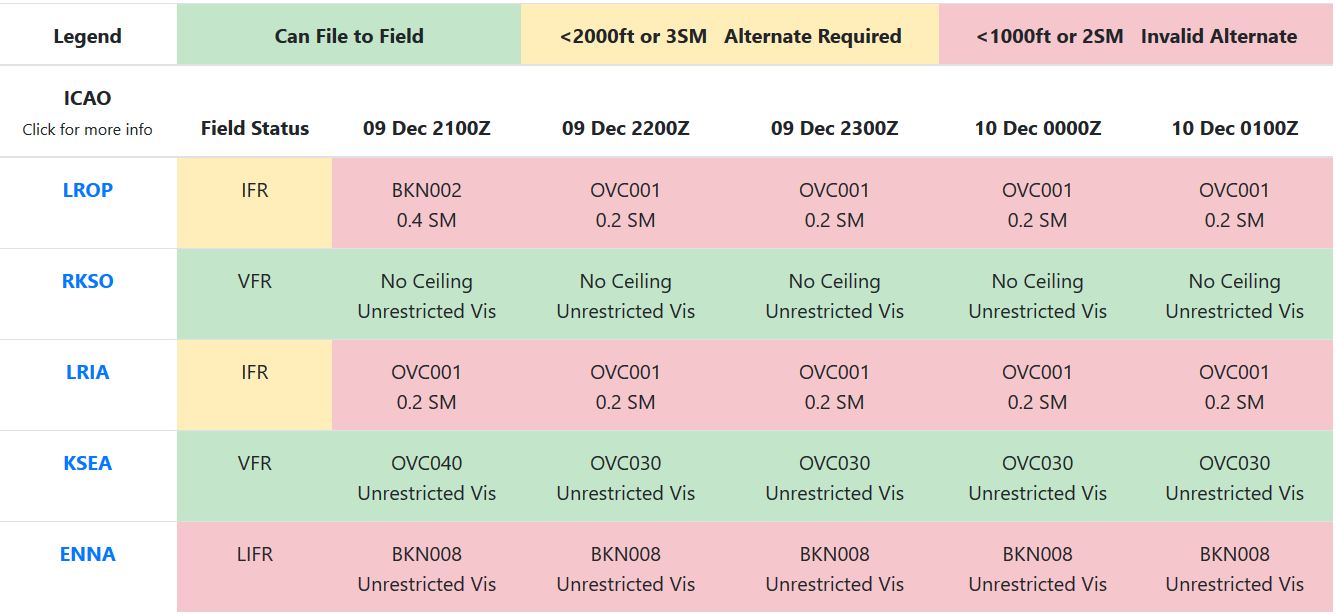 Legend Can File to Field <2000ft or 3SM Alternate Required <1000ft or 2SM Invalid Alternate
ICAO
Click for more info Field Status 09 Dec 2100Z 09 Dec 2200Z 09 Dec 2300Z 10 Dec 0000Z 10 Dec 0100Z
LROP IFR BKN002 OVC001 OVC001 OVC001 OVC001
0.4 SM 0.2 SM 0.2 SM 0.2 SM 0.2 SM
RKSO VFR No Ceiling No Ceiling No Ceiling No Ceiling No Ceiling
Unrestricted Vis Unrestricted Vis Unrestricted Vis Unrestricted Vis Unrestricted Vis
LRIA IFR OVC001 OVC001 OVC001 OVC001 OVC001
0.2 SM 0.2 SM 0.2 SM 0.2 SM 0.2 SM
KSEA VFR OVC040 OVC030 OVC030 OVC030 OVC030
Unrestricted Vis Unrestricted Vis Unrestricted Vis Unrestricted Vis Unrestricted Vis
ENNA LIFR BKN008 BKN008 BKN008 BKN008 BKN008
Unrestricted Vis Unrestricted Vis Unrestricted Vis Unrestricted Vis Unrestricted Vis